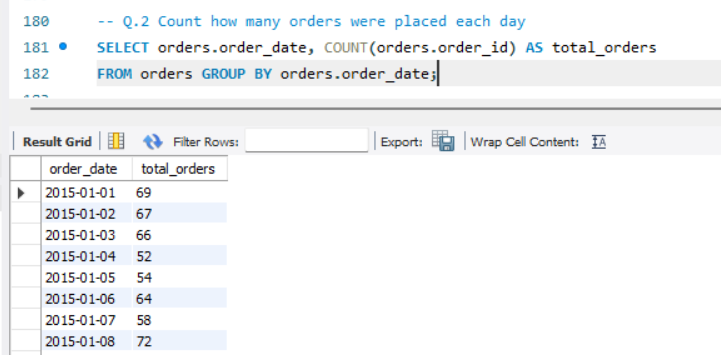 180 -- Q.2 Count how many orders were placed each day
181 SELECT orders.order_date, COUNT(orders.order_id) AS total_orders
182 FROM orders GROUP BY orders.order_date;
Result Grid Filter Rows: Export: Wrap Cell Content: IA
order_date total_orders
2015-01-01 69
2015-01-02 67
2015-01-03 66
2015-01-04 52
2015-01-05 54
2015-01-06 64
2015-01-07 58
2015-01-08 72